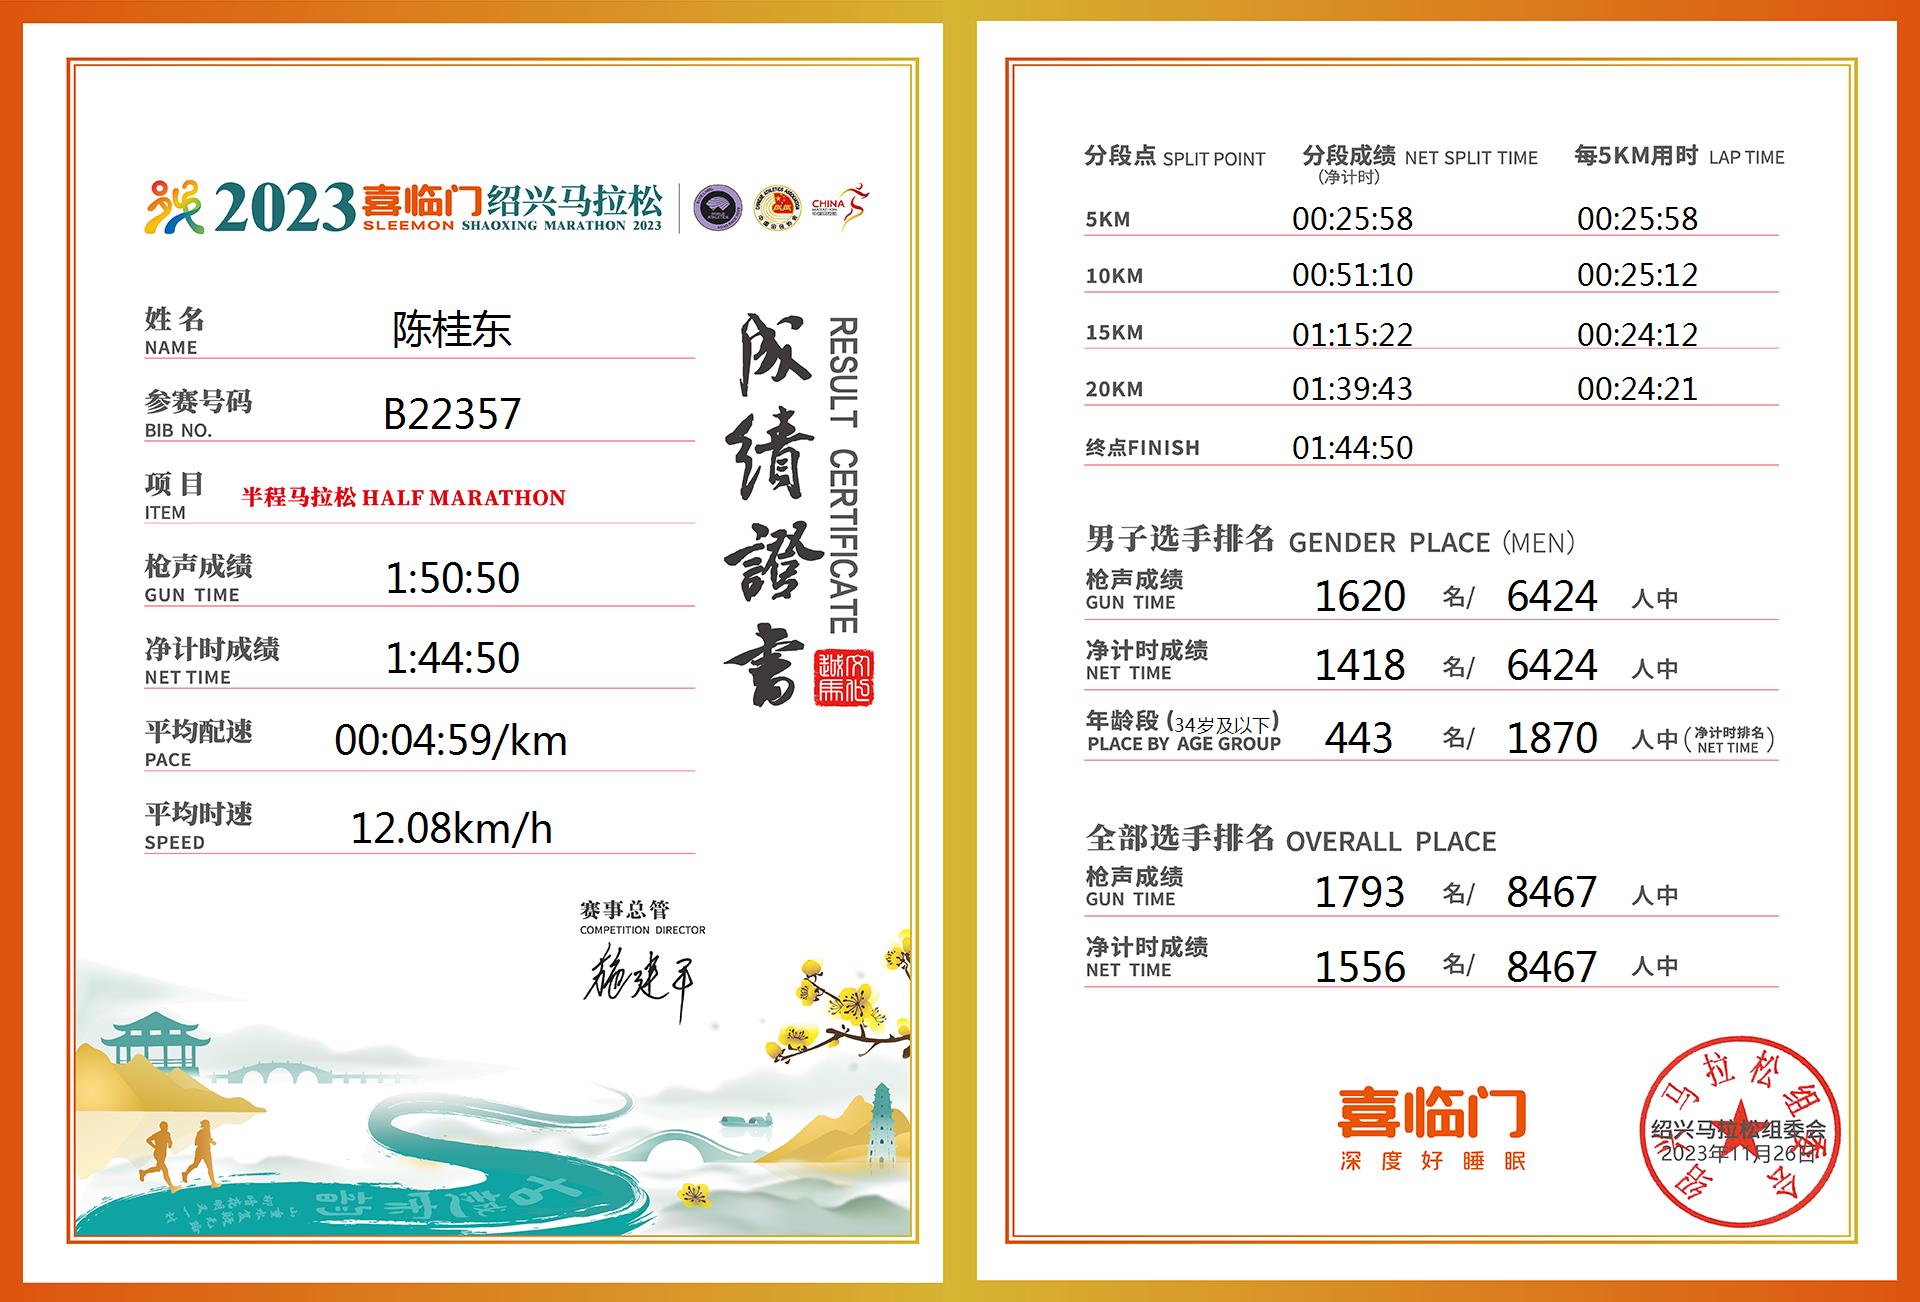 2023喜临门绍兴马拉松
SLEEMON SHAOXING MARATHON 2023
CHINA
姓名 陈桂东
NAME
参赛号码 B22357
BIB NO.
项目 半程马拉松 HALF MARATHON
ITEM
枪声成绩 1:50:50
GUN TIME
净计时成绩 1:44:50
NET TIME
平均配速 00:04:59/km
PACE
平均时速 12.08km/h
SPEED
成绩證書
RESULT CERTIFICATE
赛事总管
COMPETITION DIRECTOR
分段点 SPLIT POINT 分段成绩 NET SPLIT TIME 每5KM用时 LAP TIME
(净计时)
5KM 00:25:58 00:25:58
10KM 00:51:10 00:25:12
15KM 01:15:22 00:24:12
20KM 01:39:43 00:24:21
终点FINISH 01:44:50
男子选手排名 GENDER PLACE (MEN)
枪声成绩 1620 名/ 6424 人中
GUN TIME
净计时成绩 1418 名/ 6424 人中
NET TIME
年龄段 (34岁及以下) 443 名/ 1870 人中 (净计时排名 NET TIME)
PLACE BY AGE GROUP
全部选手排名 OVERALL PLACE
枪声成绩 1793 名/ 8467 人中
GUN TIME
净计时成绩 1556 名/ 8467 人中
NET TIME
喜临门
深度好睡眠
绍兴马拉松组委会
绍兴马拉松组委会
2023年11月26日